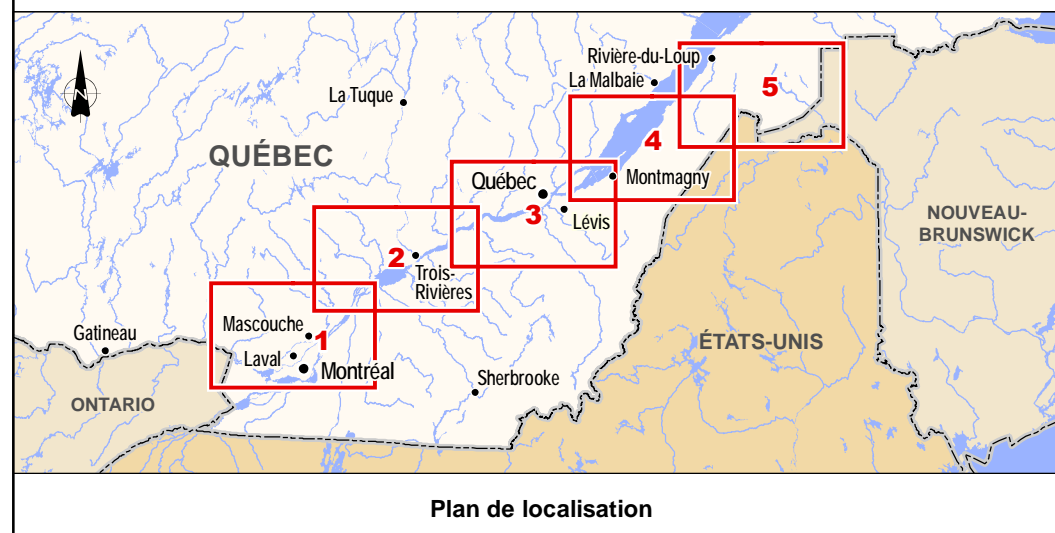 N
Rivière-du-Loup
La Malbaie
5
La Tuque
4
QUÉBEC
Québec
Montmagny
3
Lévis
NOUVEAU-
BRUNSWICK
2
Trois-
Rivières
Mascouche
1
Gatineau
Laval
Montréal
ÉTATS-UNIS
Sherbrooke
ONTARIO
Plan de localisation